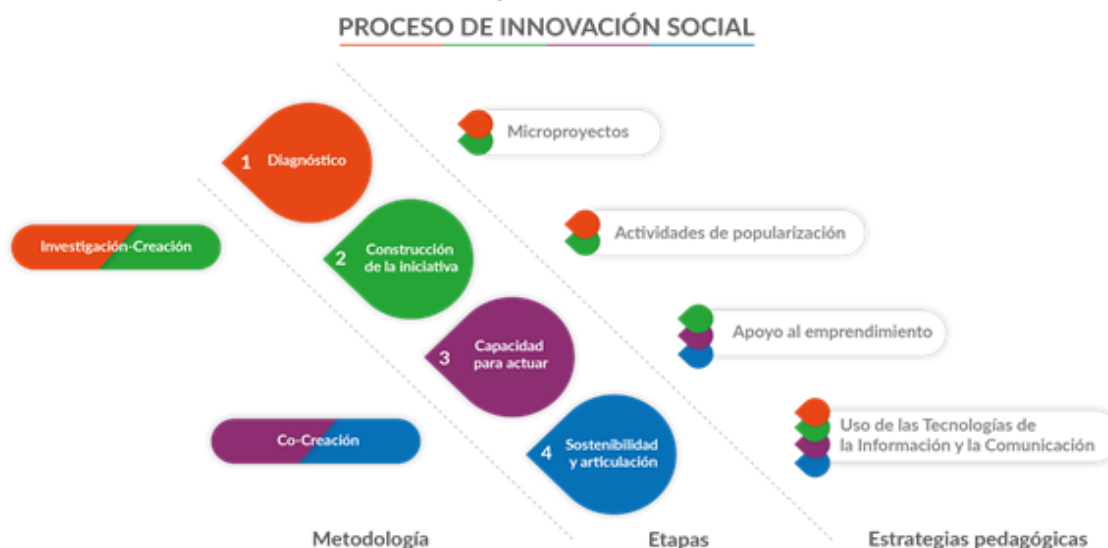 PROCESO DE INNOVACIÓN SOCIAL
1 Diagnóstico
Microproyectos
Investigación-Creación
2 Construcción
de la iniciativa
Actividades de popularización
3 Capacidad
para actuar
Apoyo al emprendimiento
Co-Creación
4 Sostenibilidad
y articulación
Uso de las Tecnologías de
la Información y la Comunicación
Metodología
Etapas
Estrategias pedagógicas